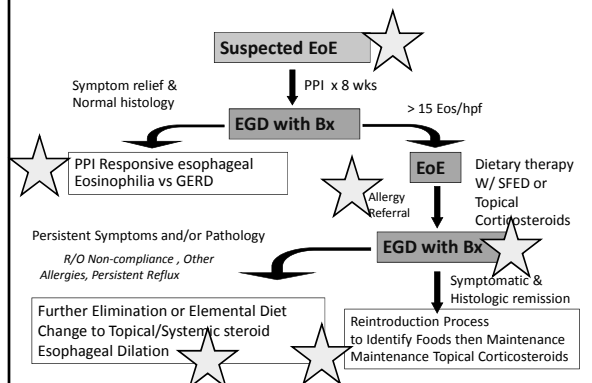 Suspected EoE
PPI x 8 wks
Symptom relief &
Normal histology
> 15 Eos/hpf
EGD with Bx
PPI Responsive esophageal
Eosinophilia vs GERD
EoE
Dietary therapy
W/ SFED or
Topical
Corticosteroids
Allergy
Referral
EGD with Bx
Persistent Symptoms and/or Pathology
R/O Non-compliance , Other
Allergies, Persistent Reflux
Symptomatic &
Histologic remission
Further Elimination or Elemental Diet
Change to Topical/Systemic steroid
Esophageal Dilation
Reintroduction Process
to Identify Foods then Maintenance
Maintenance Topical Corticosteroids